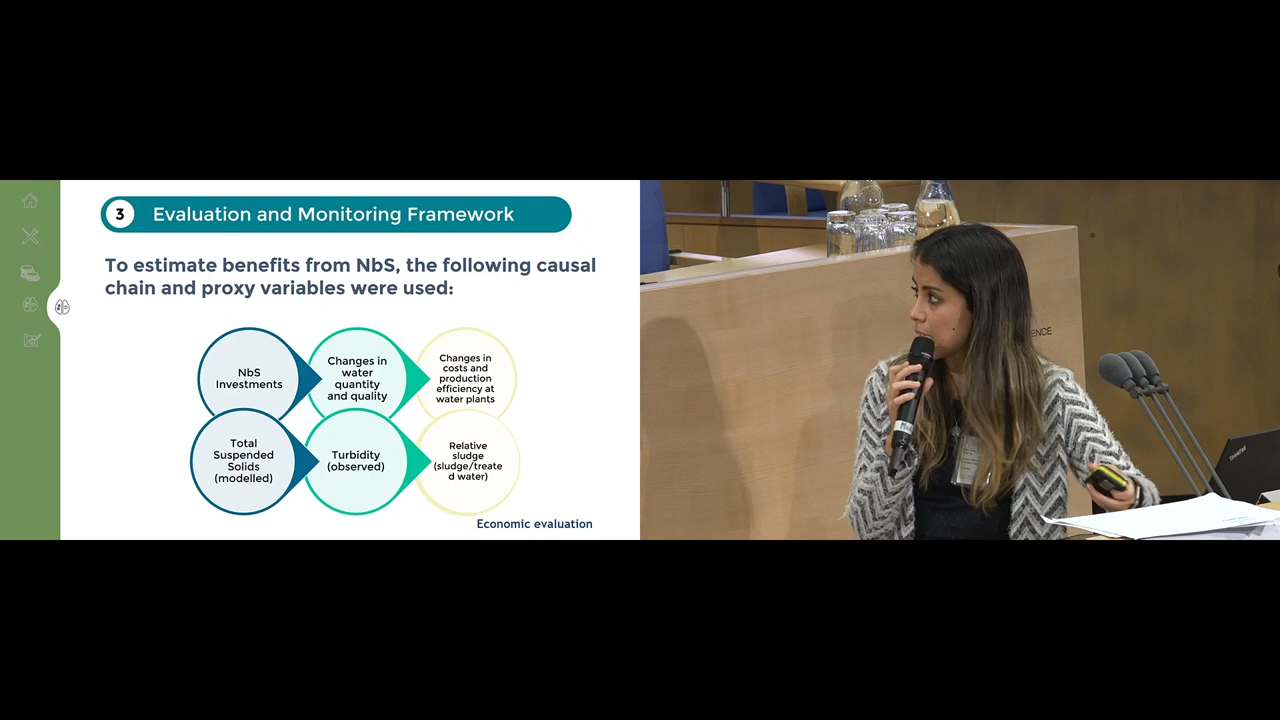 3 Evaluation and Monitoring Framework
To estimate benefits from NbS, the following causal
chain and proxy variables were used:
NbS
Investments
Changes in
water
quantity
and quality
Changes in
costs and
production
efficiency at
water plants
Total
Suspended
Solids
(modelled)
Turbidity
(observed)
Relative
sludge
(sludge/treate
d water)
Economic evaluation
ENCE
ThinkPad